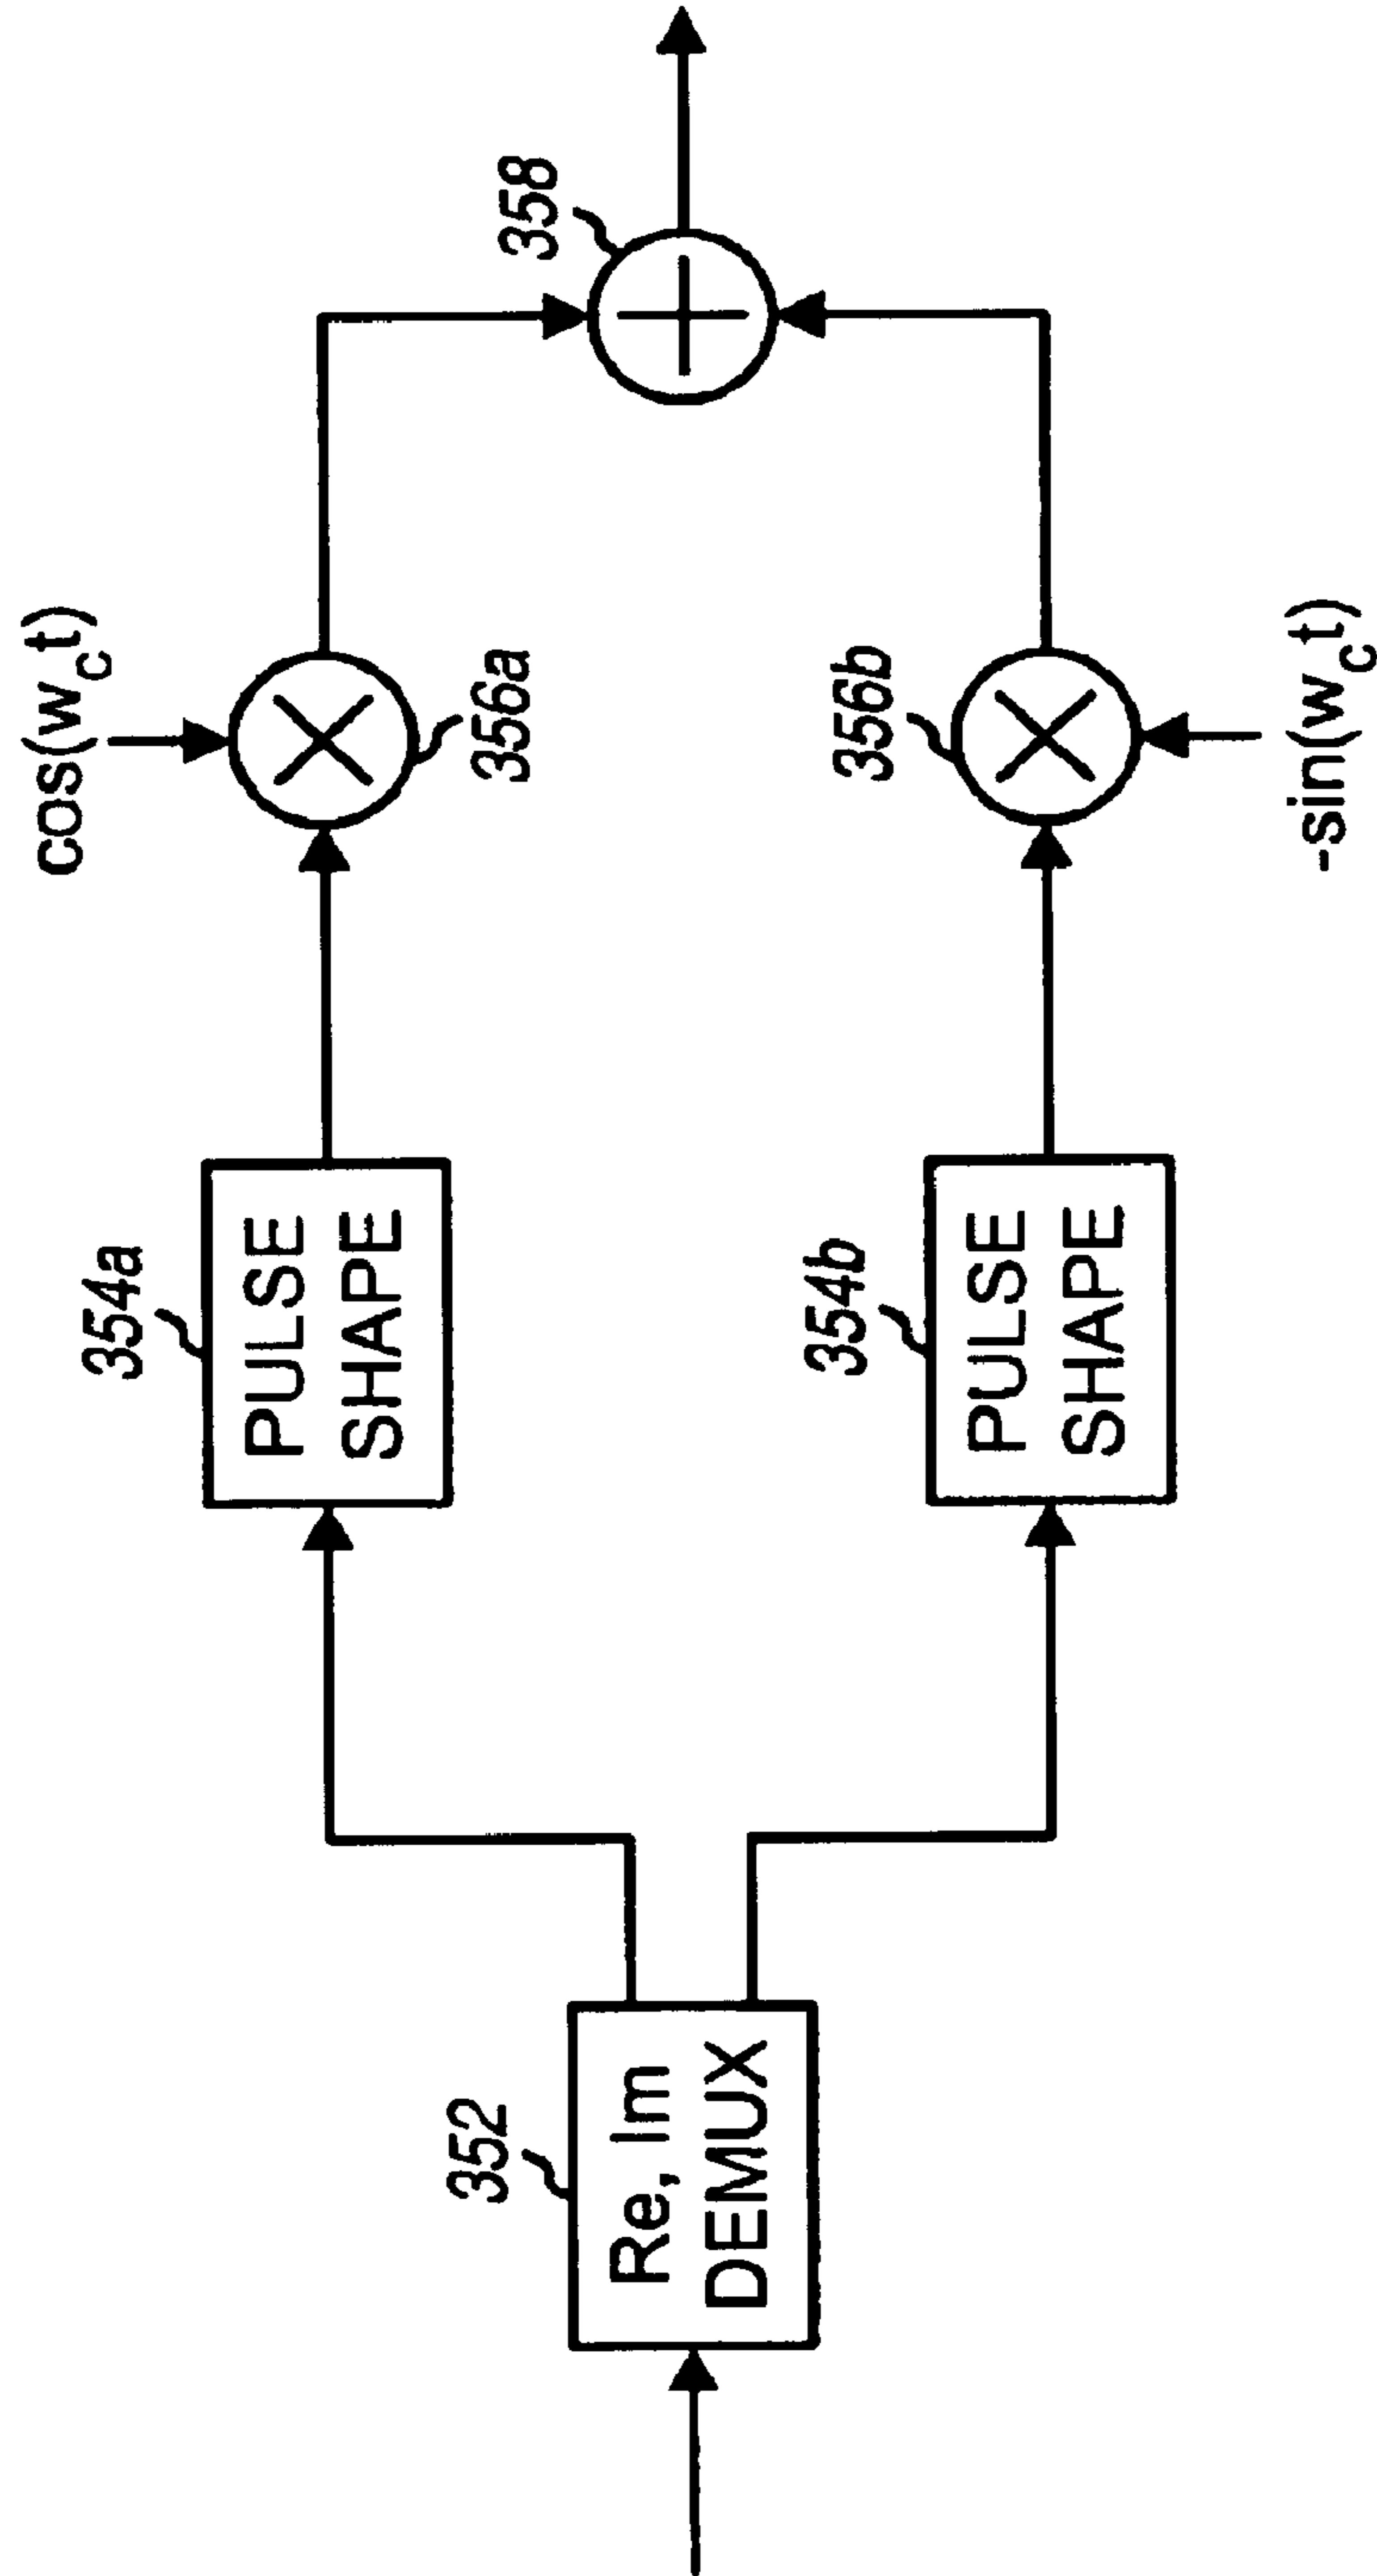 352
Re, Im
DEMUX
354a
PULSE
SHAPE
354b
PULSE
SHAPE
cos(w_c t)
356a
356b
-sin(w_c t)
358